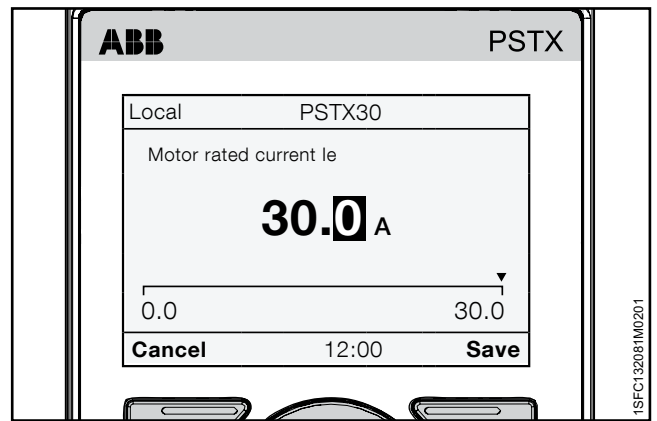 ABB PSTX
Local PSTX30
Motor rated current Ie
30.0 A
0.0 30.0
Cancel 12:00 Save
1SFC132081M0201